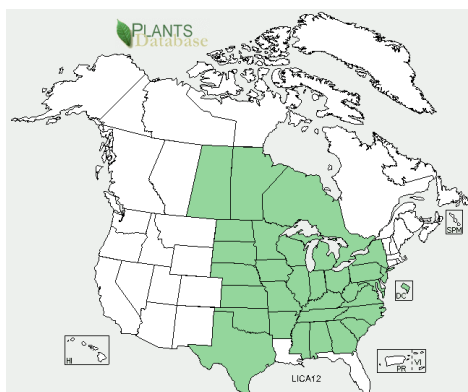 PLANTS
Database
SPM
DC
HI
PR
VI
LICA12